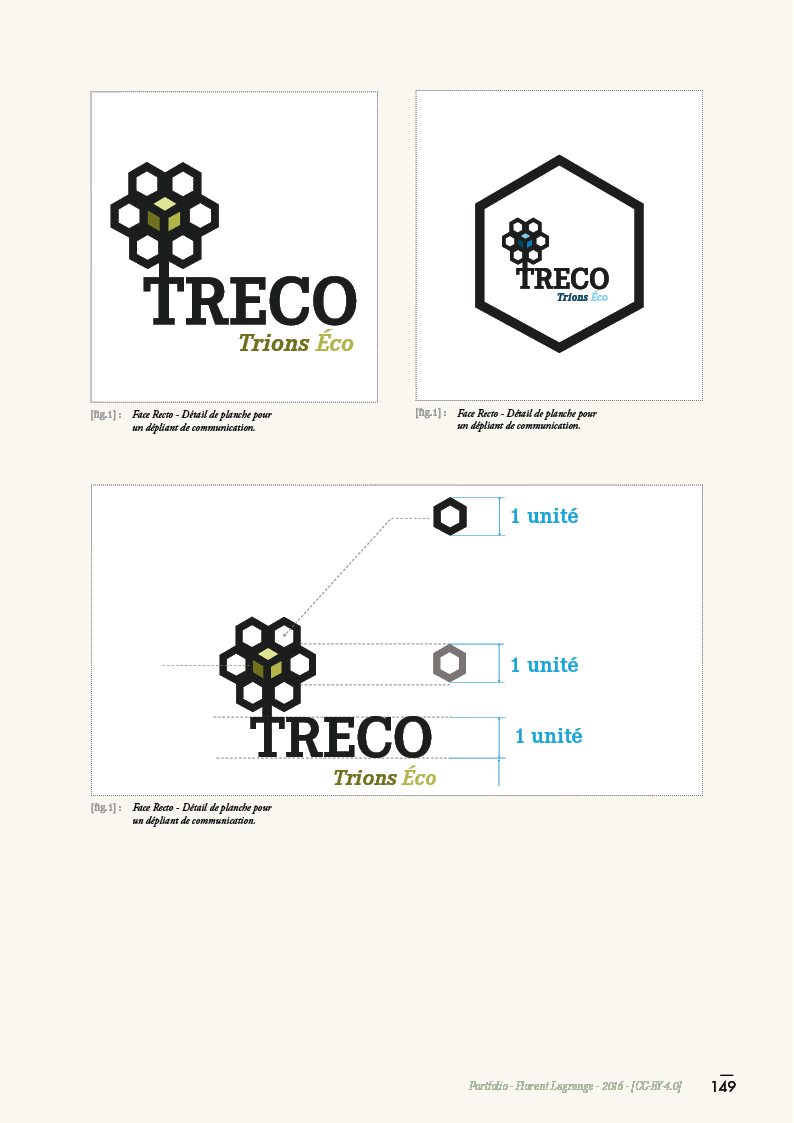 TRECO
Trions Éco
TRECO
Trions Éco
[fig.1] : Face Recto - Détail de planche pour
un dépliant de communication.
[fig.1] : Face Recto - Détail de planche pour
un dépliant de communication.
1 unité
1 unité
TRECO
1 unité
Trions Éco
[fig.1] : Face Recto - Détail de planche pour
un dépliant de communication.
Portfolio - Florent Lagrange - 2016 - [CC-BY-4.0] 149